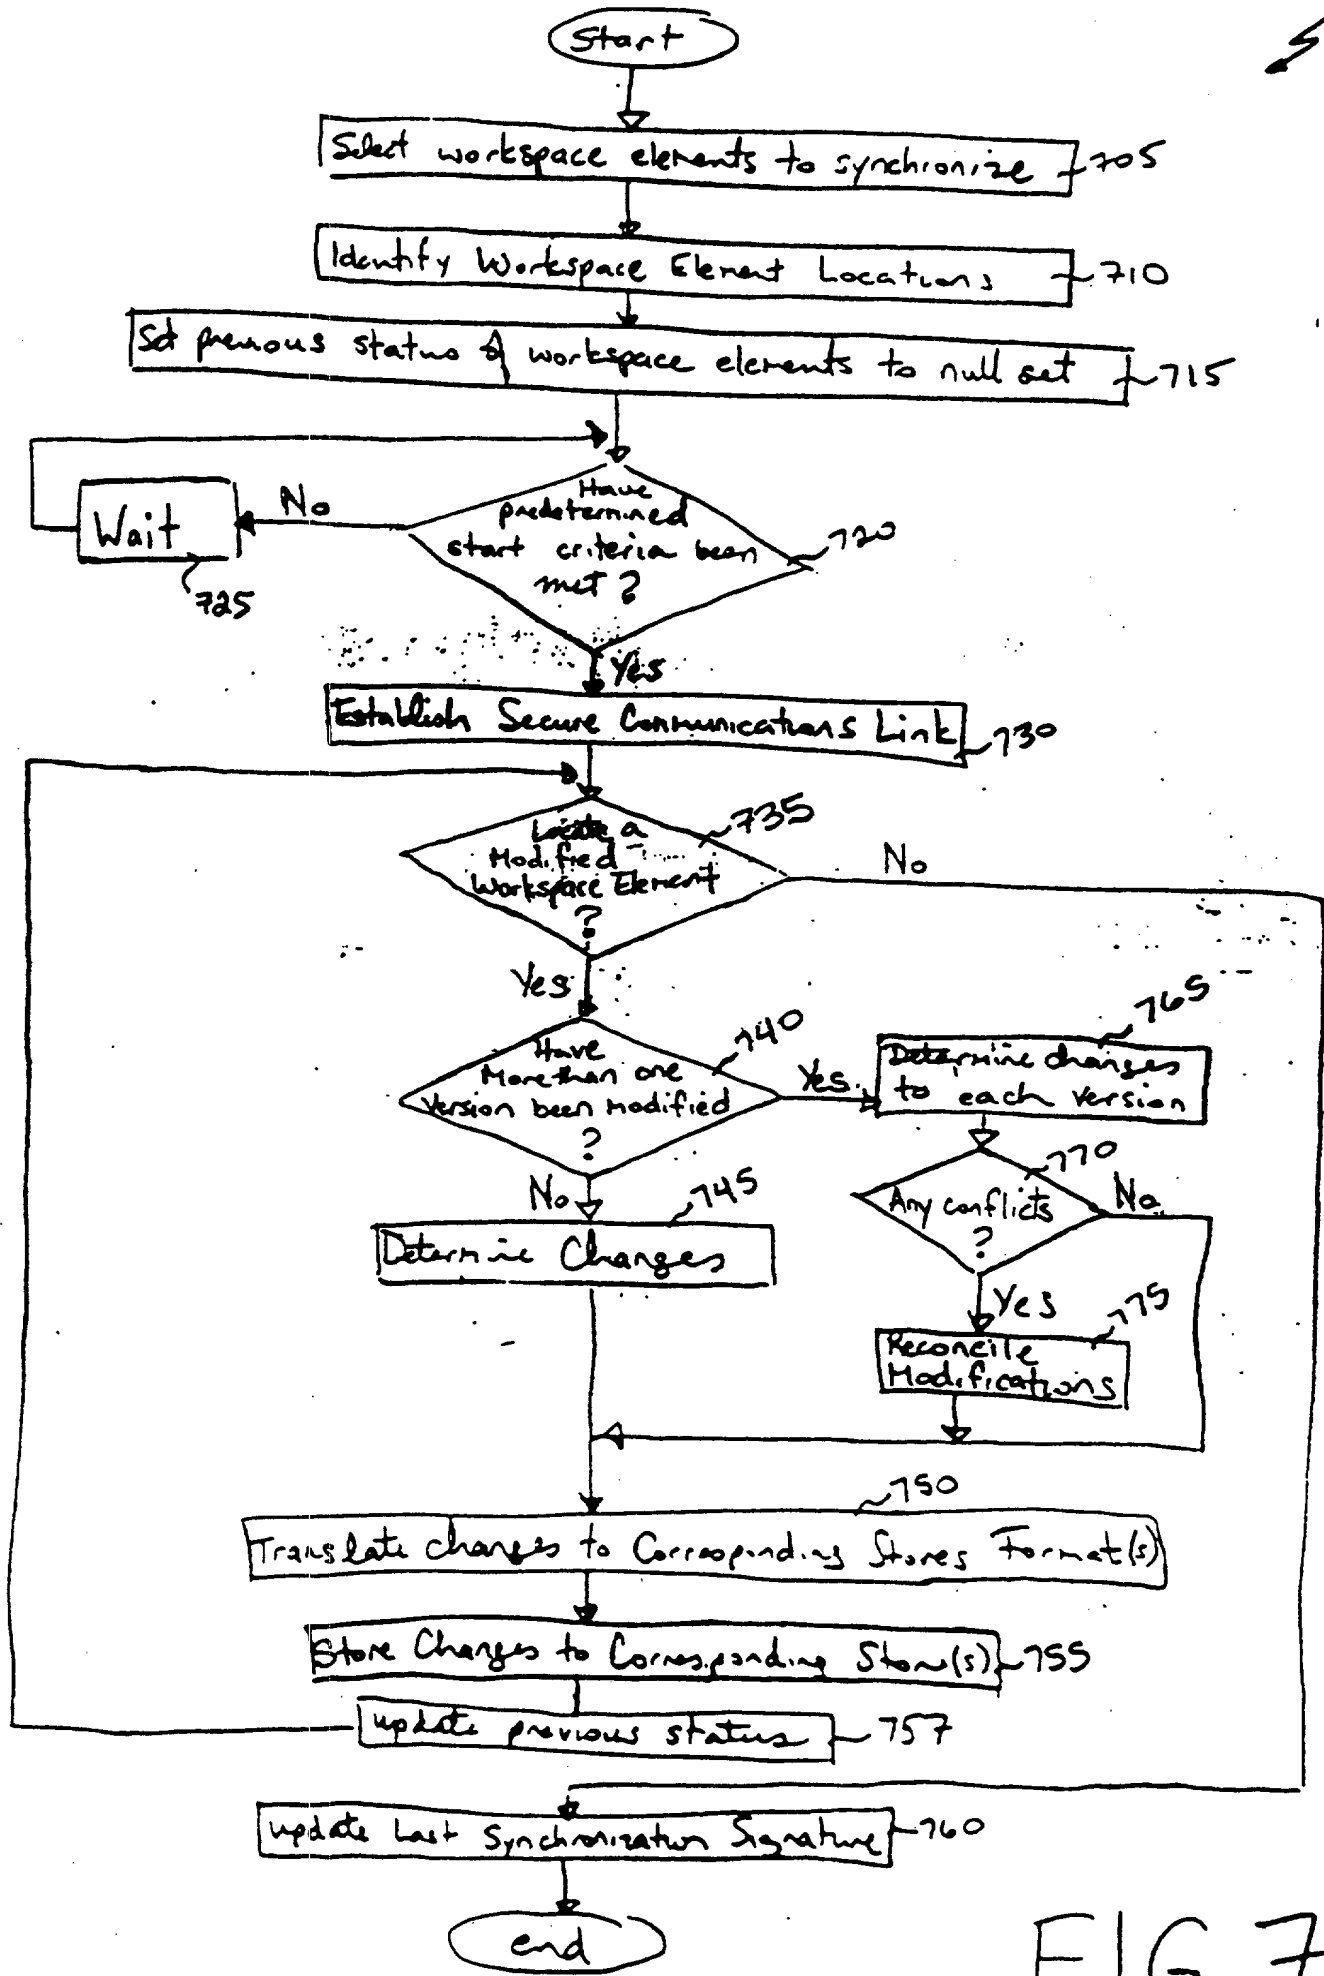 Start
Select workspace elements to synchronize
705
Identify Workspace Element Locations
710
Set previous status of workspace elements to null set
715
Have
predetermined
start criteria been
met?
720
No
Wait
725
Yes
Establish Secure Communications Link
730
Locate a
Modified
Workspace Element
?
735
No
Yes
Have
More than one
version been modified
?
740
Yes
Determine changes
to each version
765
Any conflicts
?
770
No
No
Determine Changes
745
Yes
Reconcile
Modifications
775
750
Translate changes to Corresponding Stores Format(s)
Store Changes to Corresponding Store(s)
755
update previous status
757
update Last Synchronization Signature
760
end
FIG 7